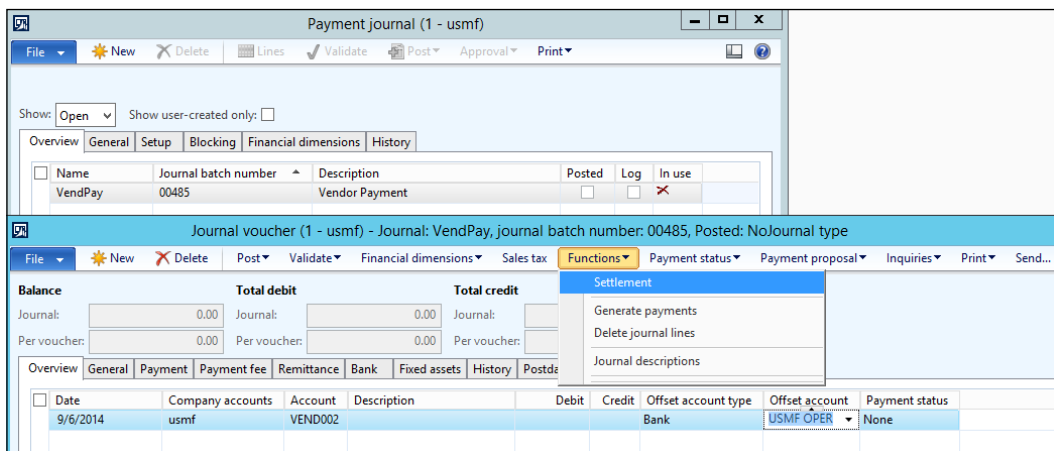 Payment journal (1 - usmf)
File New Delete Lines Validate Post Approval Print
Show: Open Show user-created only:
Overview General Setup Blocking Financial dimensions History
Name Journal batch number Description Posted Log In use
VendPay 00485 Vendor Payment
Journal voucher (1 - usmf) - Journal: VendPay, journal batch number: 00485, Posted: NoJournal type
File New Delete Post Validate Financial dimensions Sales tax Functions Payment status Payment proposal Inquiries Print Send...
Balance Total debit Total credit
Journal: 0.00 Journal: 0.00 Journal:
Per voucher: 0.00 Per voucher: 0.00 Per voucher:
Settlement
Generate payments
Delete journal lines
Journal descriptions
Overview General Payment Payment fee Remittance Bank Fixed assets History Postda
Date Company accounts Account Description Debit Credit Offset account type Offset account Payment status
9/6/2014 usmf VEND002 Bank USMF OPER None